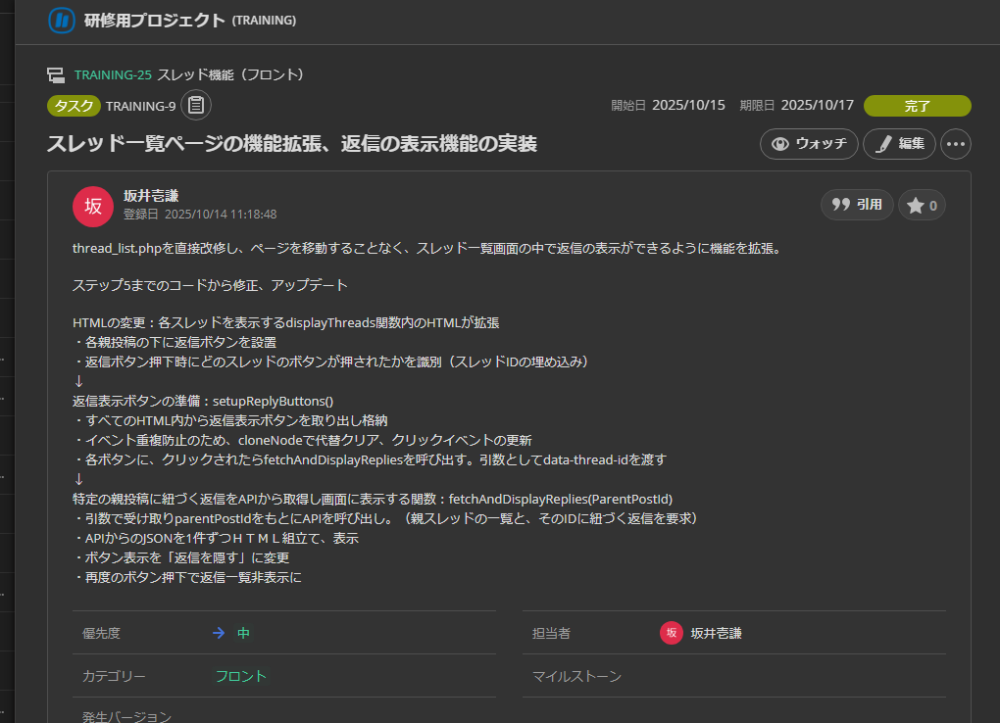 研修用プロジェクト (TRAINING)
TRAINING-25 スレッド機能（フロント）
タスク TRAINING-9 開始日 2025/10/15 期限日 2025/10/17 完了
スレッド一覧ページの機能拡張、返信の表示機能の実装 ウォッチ 編集
坂 坂井壱謙 引用 0
登録日 2025/10/14 11:18:48
thread_list.phpを直接改修し、ページを移動することなく、スレッド一覧画面の中で返信の表示ができるように機能を拡張。
ステップ5までのコードから修正、アップデート
HTMLの変更：各スレッドを表示するdisplayThreads関数内のHTMLが拡張
・各親投稿の下に返信ボタンを設置
・返信ボタン押下時にどのスレッドのボタンが押されたかを識別（スレッドIDの埋め込み）
↓
返信表示ボタンの準備：setupReplyButtons()
・すべてのHTML内から返信表示ボタンを取り出し格納
・イベント重複防止のため、cloneNodeで代替クリア、クリックイベントの更新
・各ボタンに、クリックされたらfetchAndDisplayRepliesを呼び出す。引数としてdata-thread-idを渡す
↓
特定の親投稿に紐づく返信をAPIから取得し画面に表示する関数：fetchAndDisplayReplies(ParentPostId)
・引数で受け取りparentPostIdをもとにAPIを呼び出し。（親スレッドの一覧と、そのIDに紐づく返信を要求）
・APIからのJSONを1件ずつＨＴＭＬ組立て、表示
・ボタン表示を「返信を隠す」に変更
・再度のボタン押下で返信一覧非表示に
優先度 中 担当者 坂 坂井壱謙
カテゴリー フロント マイルストーン
発生バージョン